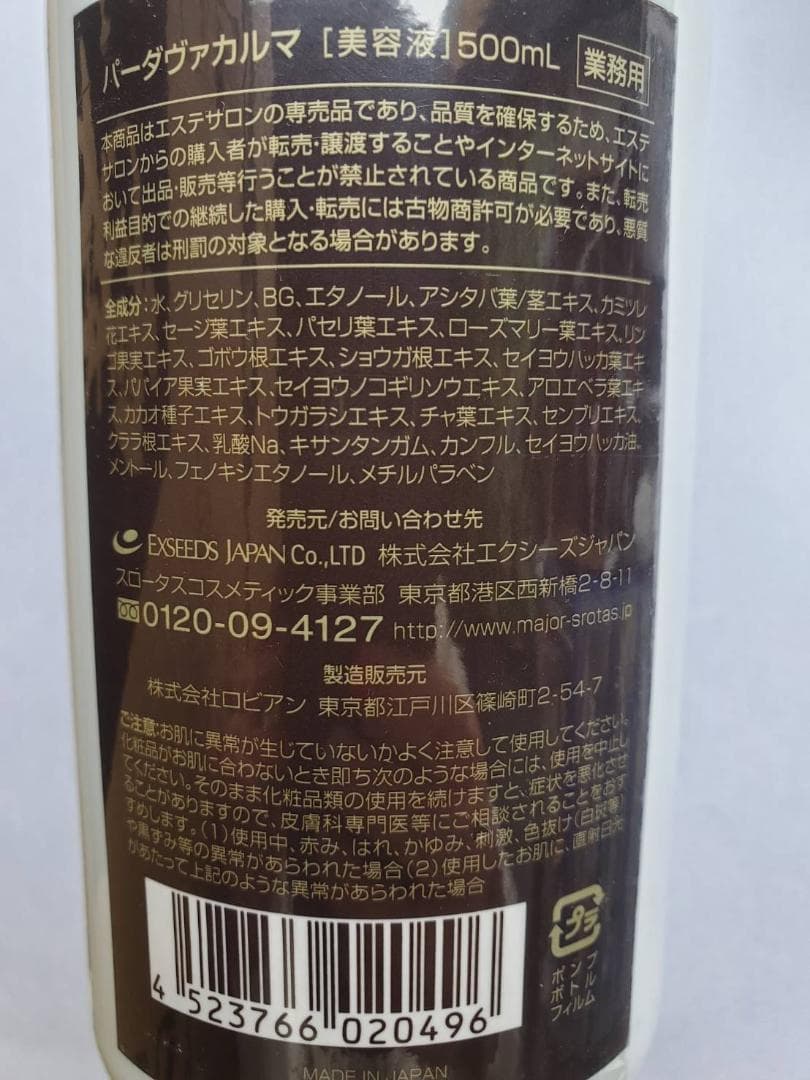 パーダヴァカルマ [美容液]500mL 業務用
本商品はエステサロンの専売品であり、品質を確保するため、エステ
サロンからの購入者が転売・譲渡することやインターネットサイトに
おいて出品・販売等行うことが禁止されている商品です。また、転売
利益目的での継続した購入・転売には古物商許可が必要であり、悪質
な違反者は刑罰の対象となる場合があります。
全成分:水、グリセリン、BG、エタノール、アシタバ葉/茎エキス、カミツレ
花エキス、セージ葉エキス、パセリ葉エキス、ローズマリー葉エキス、リン
ゴ果実エキス、ゴボウ根エキス、ショウガ根エキス、セイヨウハッカ葉エキ
ス、パパイア果実エキス、セイヨウノコギリソウエキス、アロエベラ葉エキ
ス、カカオ種子エキス、トウガラシエキス、チャ葉エキス、センブリエキス、
クララ根エキス、乳酸Na、キサンタンガム、カンフル、セイヨウハッカ油、
メントール、フェノキシエタノール、メチルパラベン
発売元/お問い合わせ先
EXSEEDS JAPAN CO.,LTD 株式会社エクシーズジャパン
スロータスコスメティック事業部 東京都港区西新橋2-8-11
0120-09-4127 http://www.major-srotas.jp
製造販売元
株式会社ロビアン 東京都江戸川区篠崎町2-54-7
ご注意:お肌に異常が生じていないかよく注意して使用してください。
化粧品がお肌に合わないとき即ち次のような場合には、使用を中止し
てください。そのまま化粧品類の使用を続けますと、症状を悪化させ
ることがありますので、皮膚科専門医等にご相談されることをおす
すめします。(1)使用中、赤み、はれ、かゆみ、刺激、色抜け(白斑等)
や黒ずみ等の異常があらわれた場合(2)使用したお肌に、直射日光
があたって上記のような異常があらわれた場合
プラ
ポンプ
ボトル
フィルム
4 523766 020496
MADE IN JAPAN